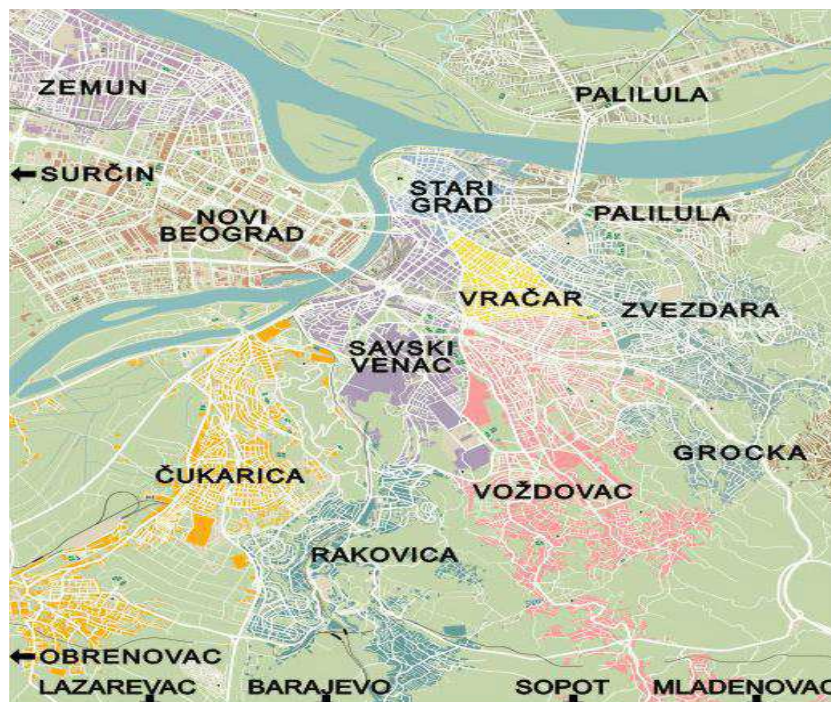 ZEMUN
PALILULA
SURČIN
STARI
GRAD
NOVI
BEOGRAD
PALILULA
VRAČAR
ZVEZDARA
SAVSKI
VENAC
GROCKA
ČUKARICA
VOŽDOVAC
RAKOVICA
OBRENOVAC
LAZAREVAC
BARAJEVO
SOPOT
MLADENOVAC